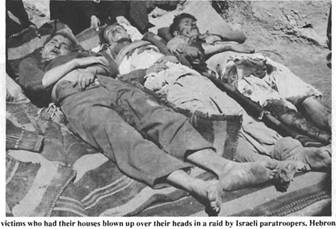 victims who had their houses blown up over their heads in a raid by Israeli paratroopers, Hebron